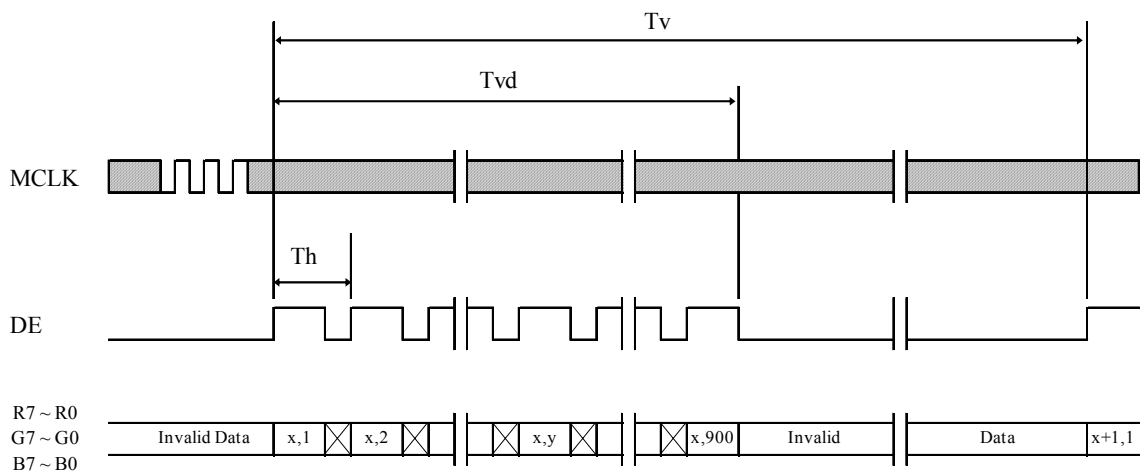 Tv
Tvd
MCLK
Th
DE
R7 ~ R0
G7 ~ G0
B7 ~ B0
Invalid Data
x,1
x,2
x,y
x,900
Invalid
Data
x+1,1